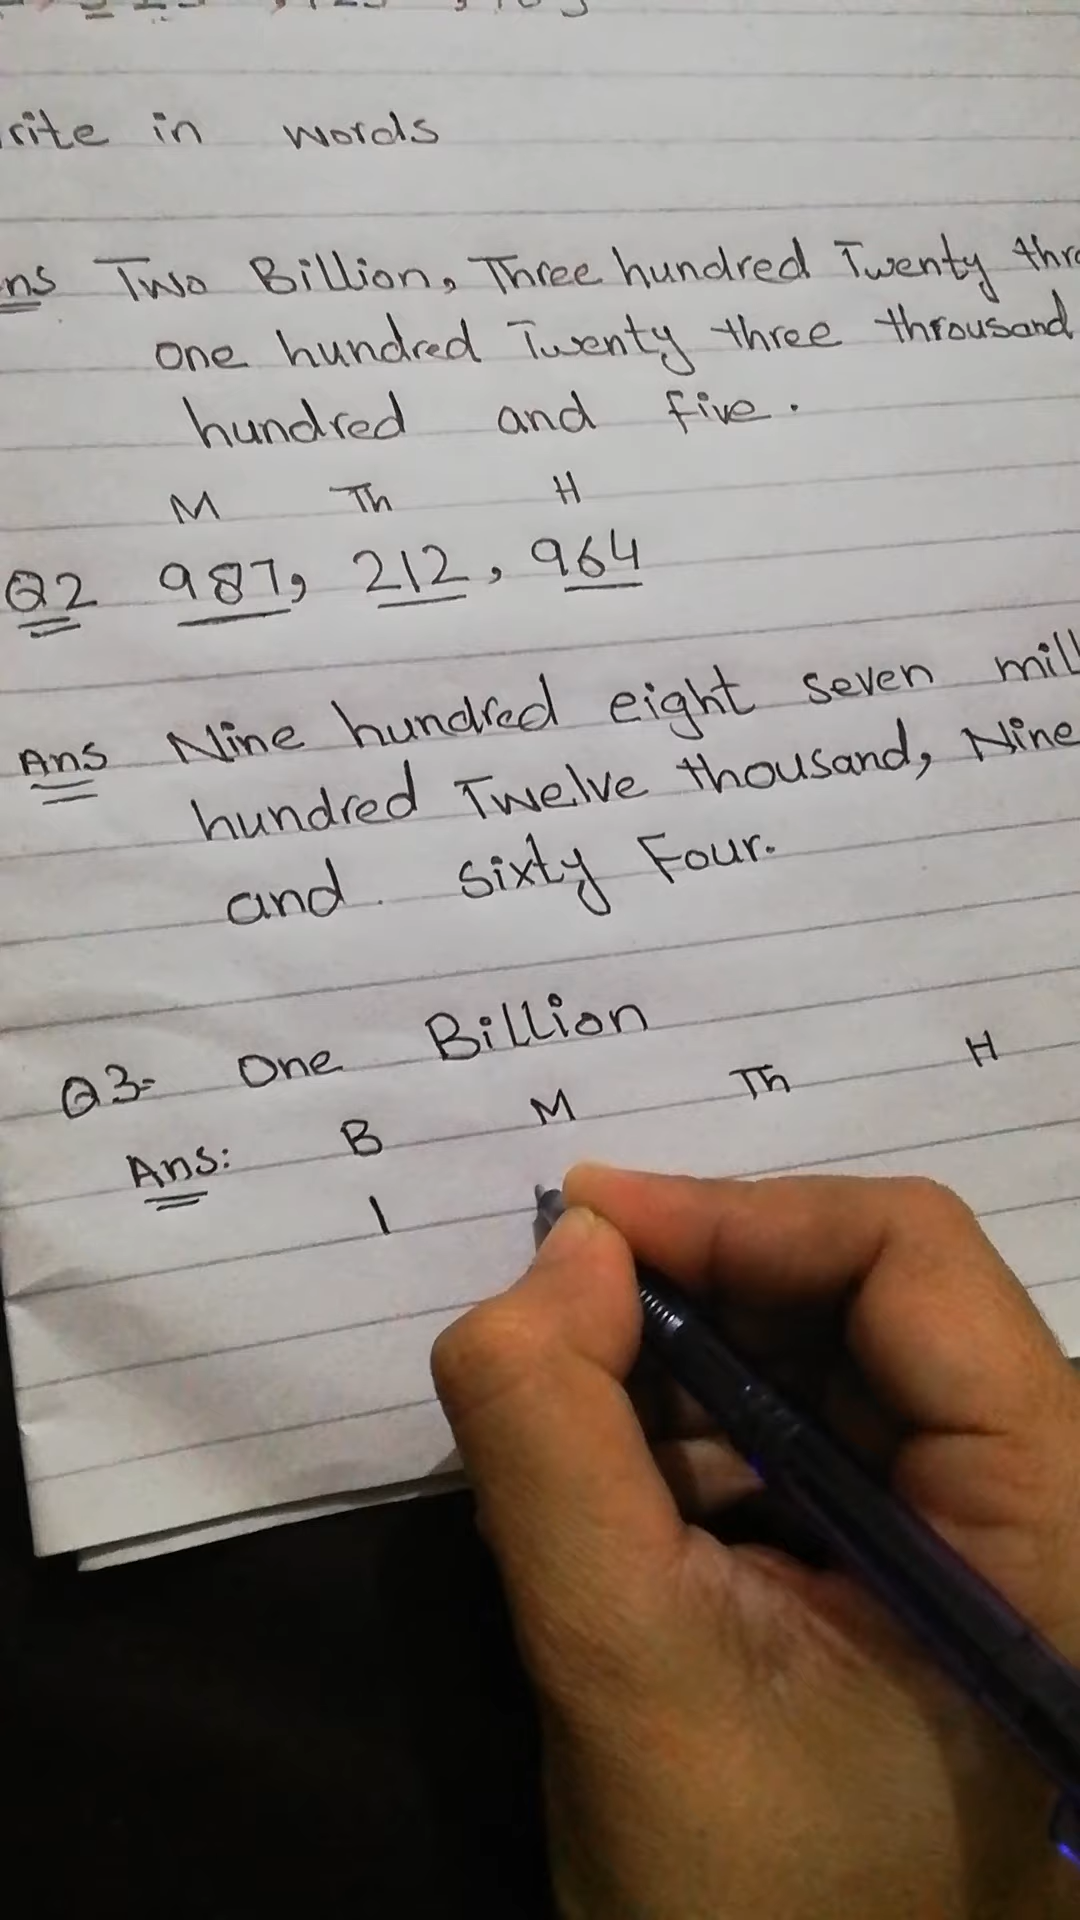 rite in words
ns Two Billion, Three hundred Twenty thre
one hundred Twenty three throusand
hundred and five.
M Th H
Q2 987, 212, 964
Ans Nine hundred eight seven mill
hundred Twelve thousand, Nine
and sixty Four.
Q3- One Billion
B M Th H
Ans:
1